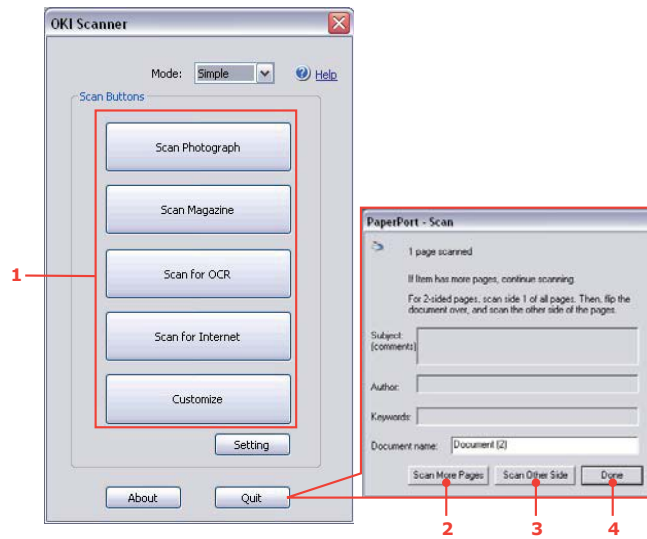 OKI Scanner
Mode: Simple Help
Scan Buttons
Scan Photograph
Scan Magazine
Scan for OCR
Scan for Internet
Customize
Setting
About Quit
1
PaperPort - Scan
1 page scanned
If Item has more pages, continue scanning.
For 2-sided pages, scan side 1 of all pages. Then, flip the
document over, and scan the other side of the pages.
Subject:
(comments)
Author:
Keywords:
Document name: Document (2)
Scan More Pages Scan Other Side Done
2 3 4